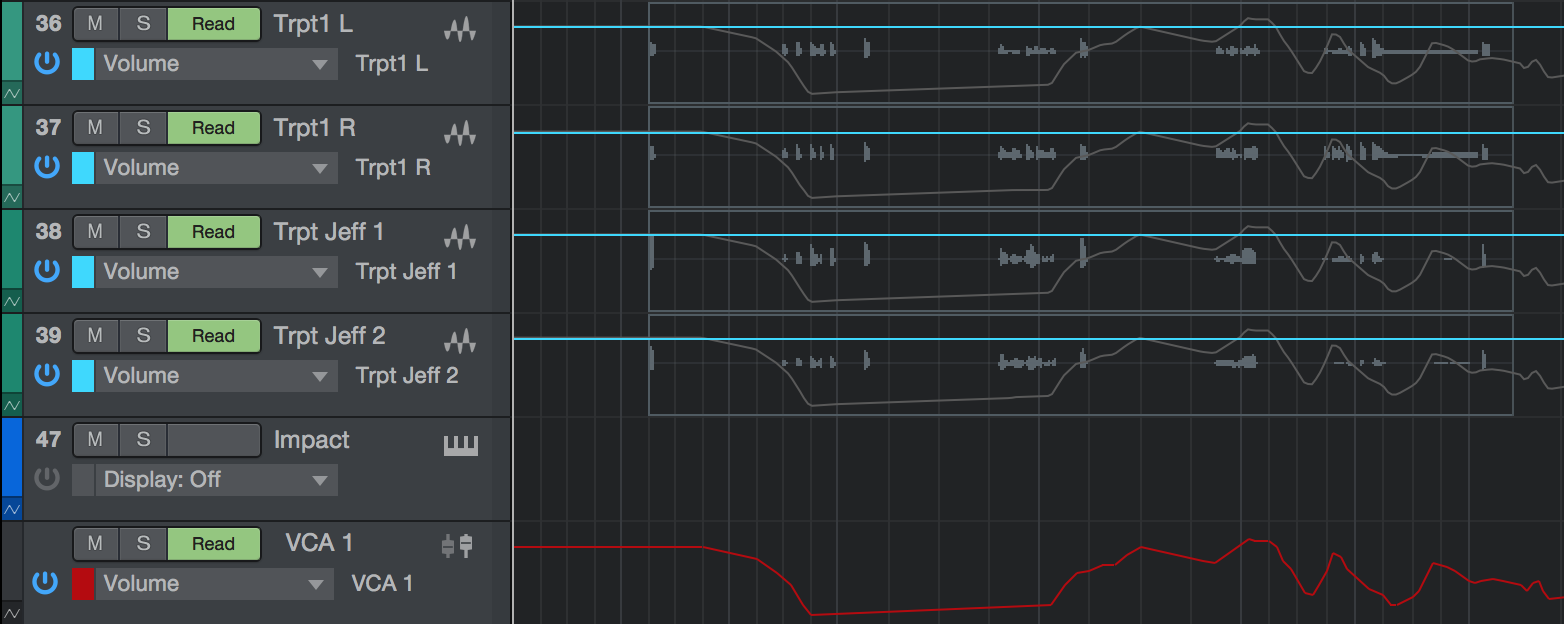 36 M S Read Trpt1 L
Volume Trpt1 L
37 M S Read Trpt1 R
Volume Trpt1 R
38 M S Read Trpt Jeff 1
Volume Trpt Jeff 1
39 M S Read Trpt Jeff 2
Volume Trpt Jeff 2
47 M S Impact
Display: Off
M S Read VCA 1
Volume VCA 1